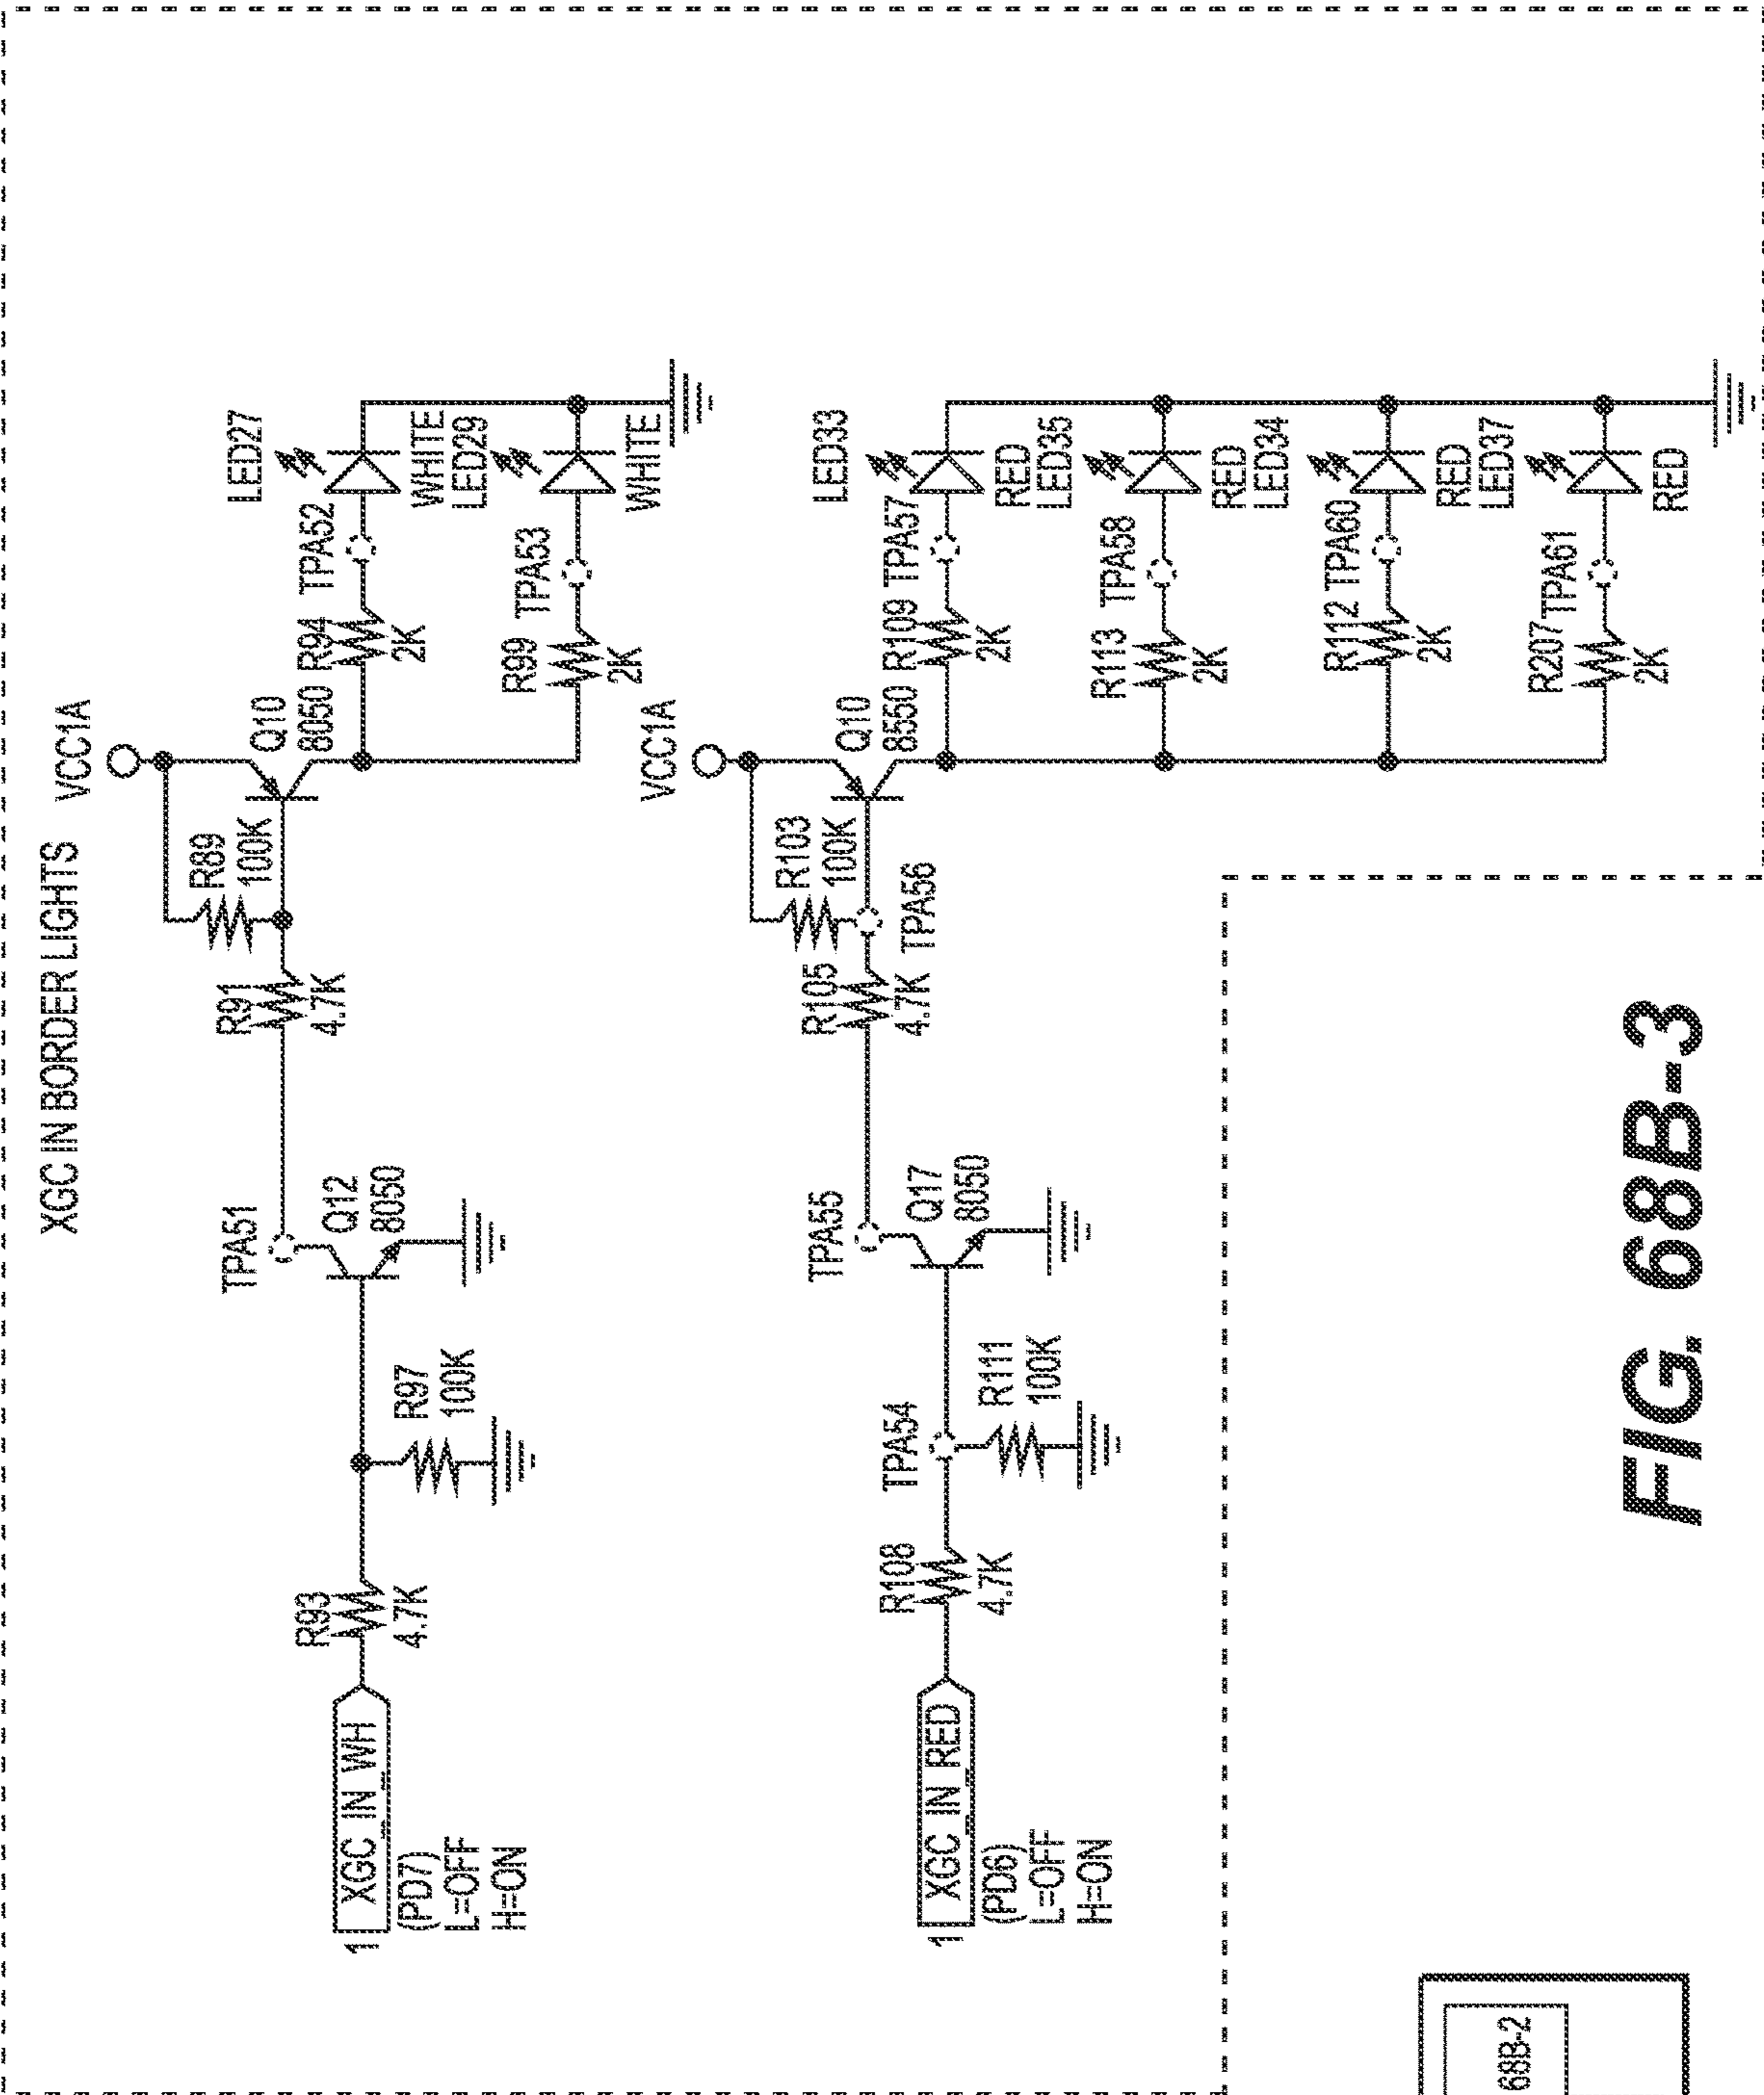 XGC IN BORDER LIGHTS
VCC1A
R89
100K
Q10
8050
R91
4.7K
TPA51
Q12
8050
R93
4.7K
R97
100K
1
XGC_IN_WH
(PD7)
L=OFF
H=ON
R94
2K
TPA52
LED27
WHITE
R99
2K
TPA53
LED29
WHITE
VCC1A
R103
100K
Q10
8550
TPA56
R105
4.7K
TPA55
Q17
8050
R108
4.7K
TPA54
R111
100K
1
XGC_IN_RED
(PD6)
L=OFF
H=ON
R109
2K
TPA57
LED33
RED
R113
2K
TPA58
LED35
RED
R112
2K
TPA60
LED34
RED
R207
2K
TPA61
LED37
RED
68B-2
FIG. 68B-3